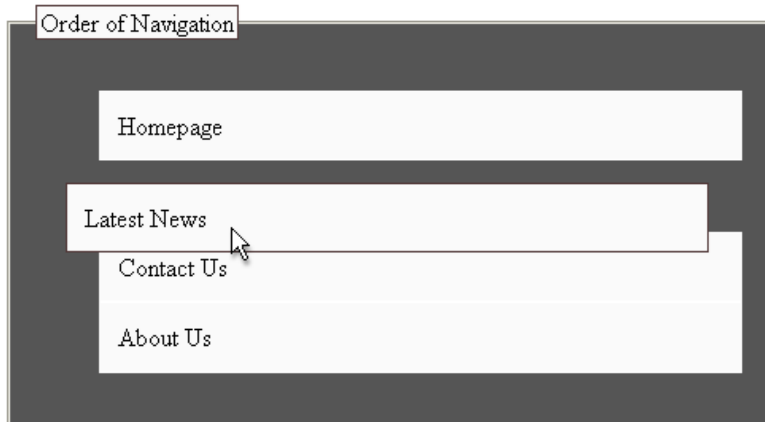 Order of Navigation
Homepage
Latest News
Contact Us
About Us